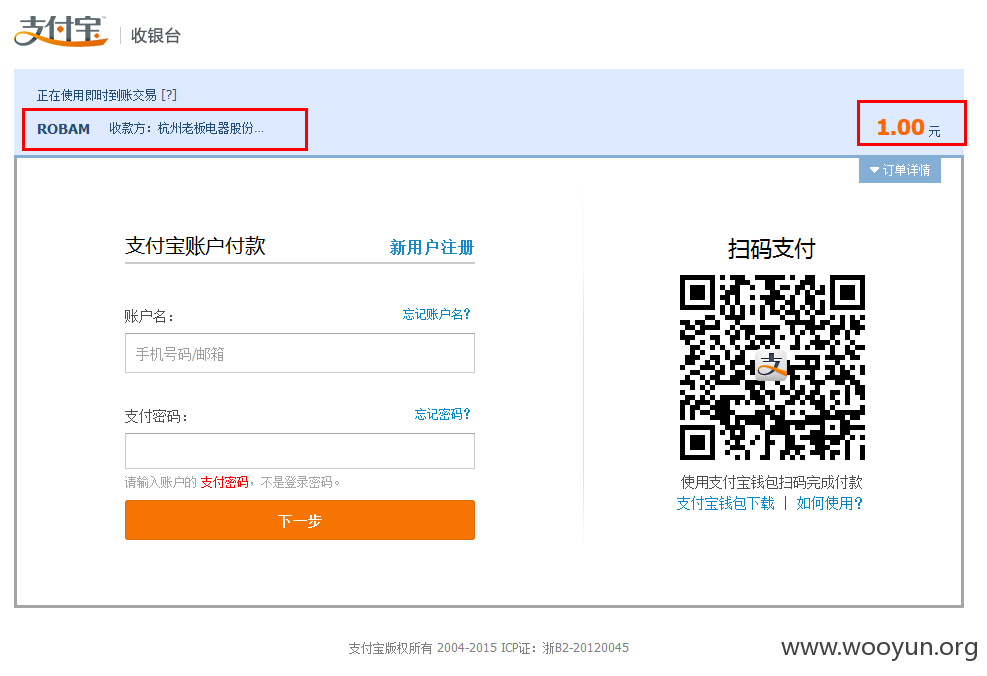 支付宝 收银台
正在使用即时到账交易 [?]
ROBAM 收款方：杭州老板电器股份...
1.00 元
订单详情
支付宝账户付款 新用户注册
账户名： 忘记账户名?
手机号码/邮箱
支付密码： 忘记密码?
请输入账户的 支付密码，不是登录密码。
下一步
扫码支付
支
使用支付宝钱包扫码完成付款
支付宝钱包下载 | 如何使用?
支付宝版权所有 2004-2015 ICP证：浙B2-20120045
www.wooyun.org